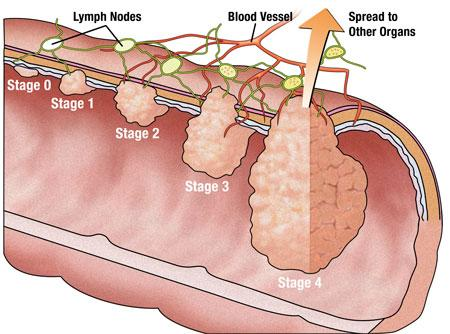 Lymph Nodes
Blood Vessel
Spread to
Other Organs
Stage 0
Stage 1
Stage 2
Stage 3
Stage 4